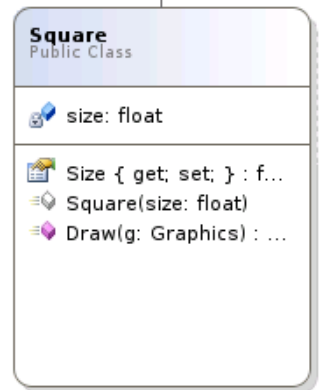 Square
Public Class
size: float
Size { get; set; } : f...
Square(size: float)
Draw(g: Graphics) : ...